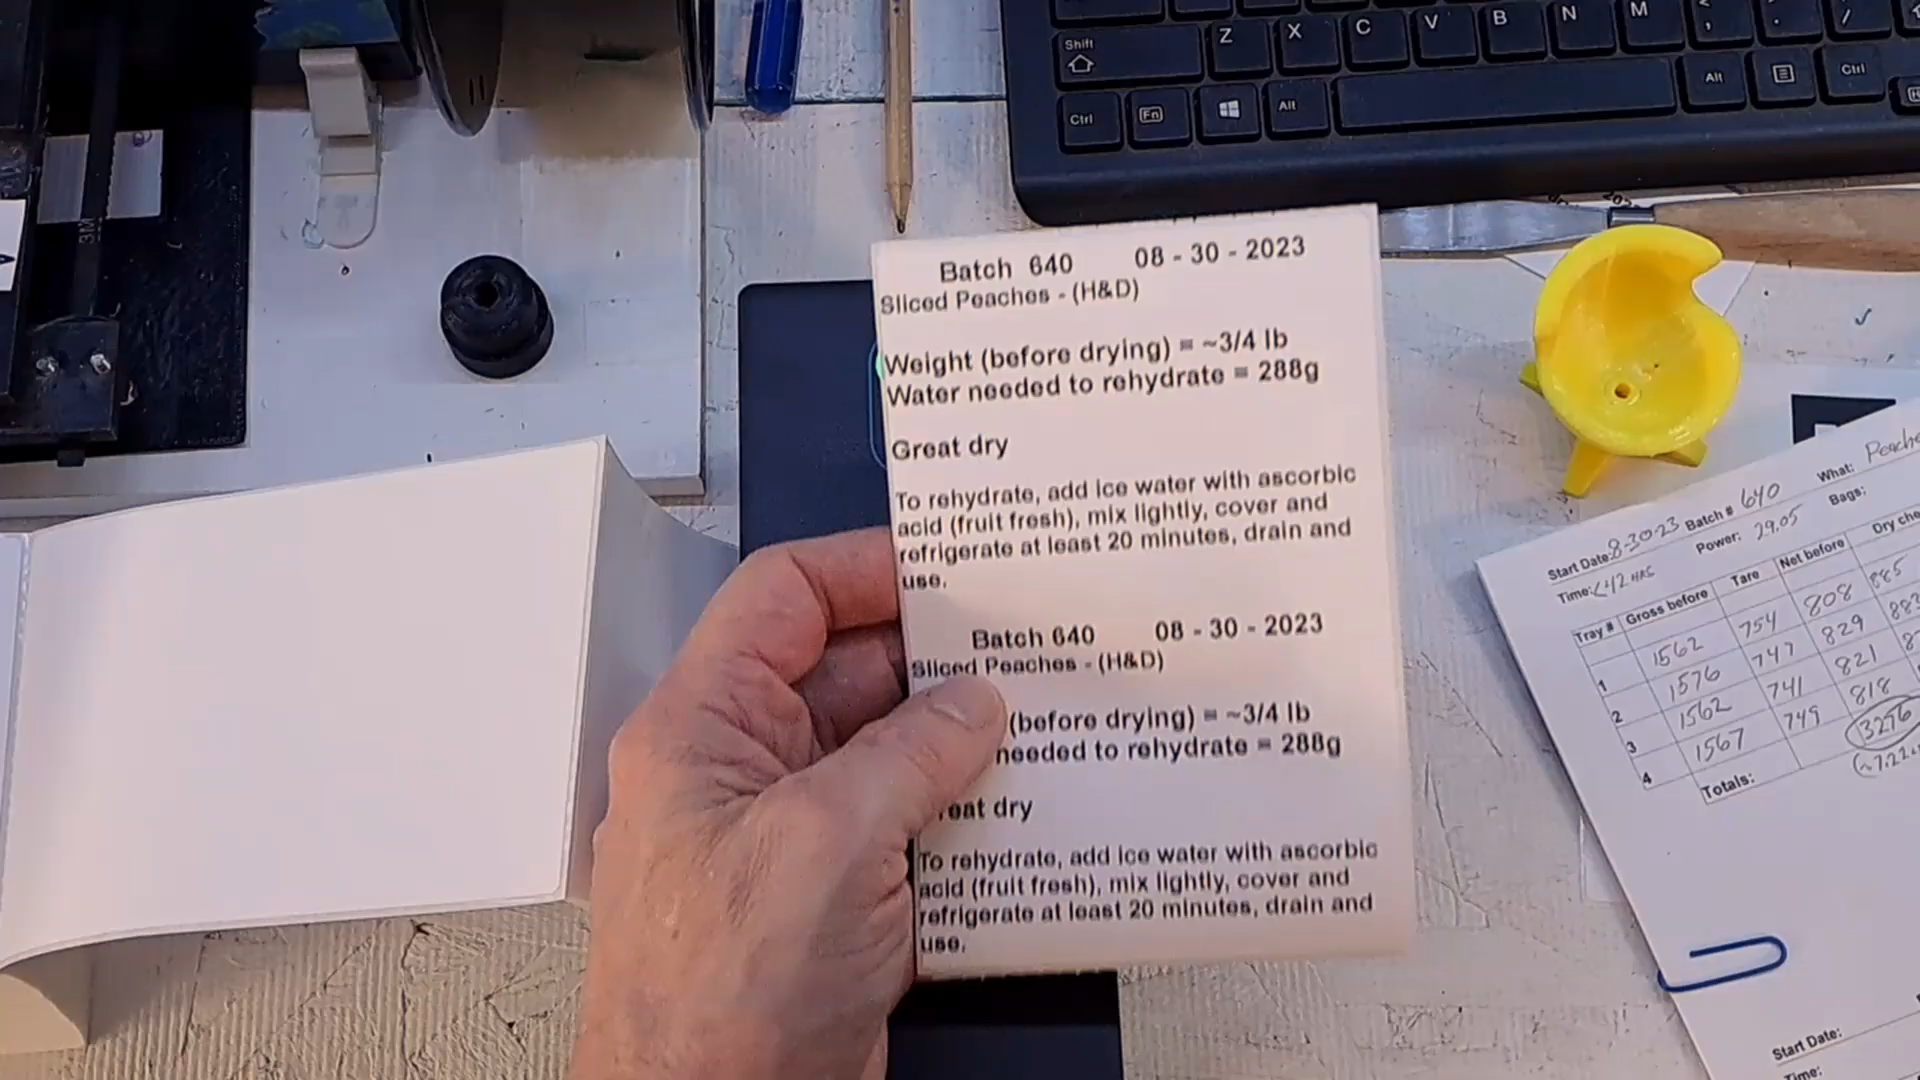 3M
Shift
Z X C V B N M < , . /
Ctrl Fn Alt Alt Ctrl
Batch 640 08 - 30 - 2023
Sliced Peaches - (H&D)
Weight (before drying) = ~3/4 lb
Water needed to rehydrate = 288g
Great dry
To rehydrate, add ice water with ascorbic
acid (fruit fresh), mix lightly, cover and
refrigerate at least 20 minutes, drain and
use.
Batch 640 08 - 30 - 2023
Sliced Peaches - (H&D)
(before drying) = ~3/4 lb
needed to rehydrate = 288g
eat dry
To rehydrate, add ice water with ascorbic
acid (fruit fresh), mix lightly, cover and
refrigerate at least 20 minutes, drain and
use.
Start Date: 8-30-23 Batch # 640 What: Peache
Time: <42 HRS Power: 29.05 Bags:
Tray # Gross before Tare Net before Dry che
1 1562 754 808 885
2 1576 747 829 883
3 1562 741 821
4 1567 749 818
Totals: 3276
Start Date:
Time: